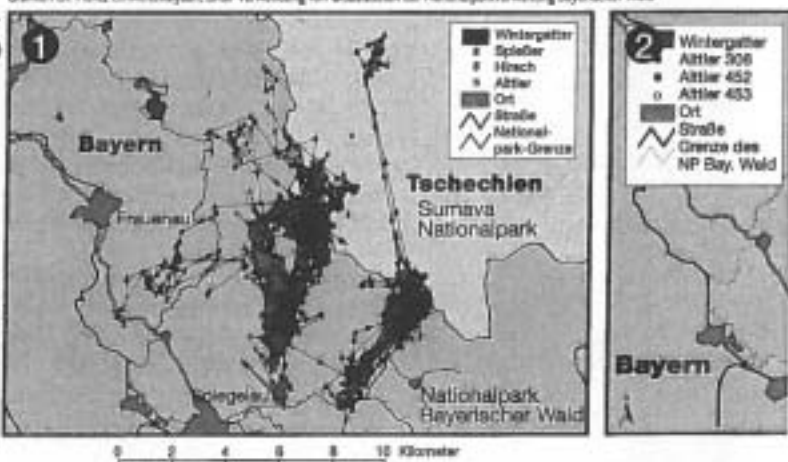 1
Wintergatter
Spießer
Hirsch
Alttier
Ort
Straße
National-
park-Grenze
Bayern
Frauenau
Tschechien
Sumava
Nationalpark
Spiegelau
Nationalpark
Bayerischer Wald
0 2 4 6 8 10 Kilometer
2
Wintergatter
Alttier 306
Alttier 452
Alttier 453
Ort
Straße
Grenze des
NP Bay. Wald
Bayern